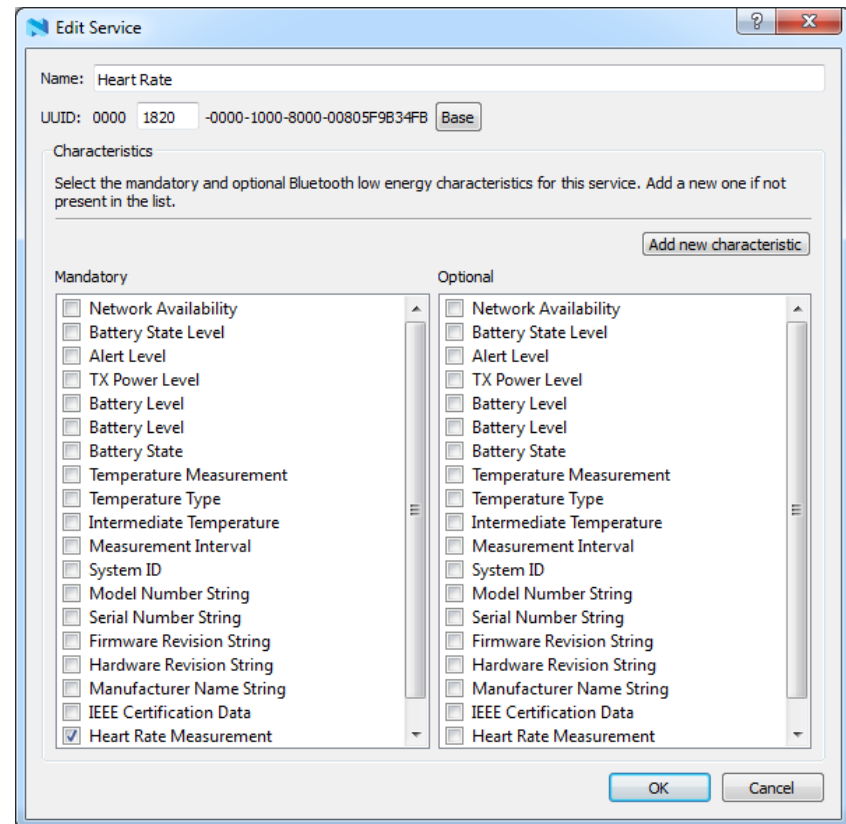 Edit Service
Name: Heart Rate
UUID: 0000 1820 -0000-1000-8000-00805F9B34FB Base
Characteristics
Select the mandatory and optional Bluetooth low energy characteristics for this service. Add a new one if not
present in the list.
Add new characteristic
Mandatory
Network Availability
Battery State Level
Alert Level
TX Power Level
Battery Level
Battery Level
Battery State
Temperature Measurement
Temperature Type
Intermediate Temperature
Measurement Interval
System ID
Model Number String
Serial Number String
Firmware Revision String
Hardware Revision String
Manufacturer Name String
IEEE Certification Data
Heart Rate Measurement
Optional
Network Availability
Battery State Level
Alert Level
TX Power Level
Battery Level
Battery Level
Battery State
Temperature Measurement
Temperature Type
Intermediate Temperature
Measurement Interval
System ID
Model Number String
Serial Number String
Firmware Revision String
Hardware Revision String
Manufacturer Name String
IEEE Certification Data
Heart Rate Measurement
OK
Cancel